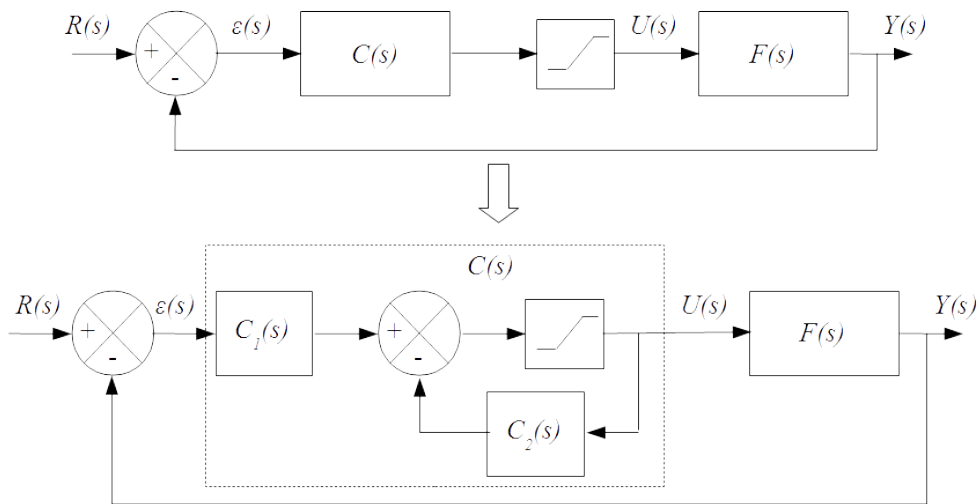 R(s)
+
-
ε(s)
C(s)
U(s)
F(s)
Y(s)
C(s)
R(s)
+
-
ε(s)
C₁(s)
+
-
C₂(s)
U(s)
F(s)
Y(s)